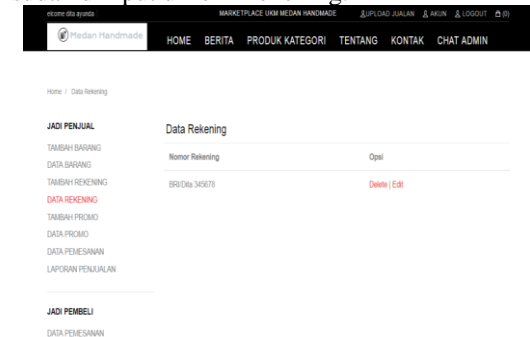 elcome dita ayunda
MARKETPLACE UKM MEDAN HANDMADE
UPLOAD JUALAN AKUN LOGOUT (0)
Medan Handmade
HOME BERITA PRODUK KATEGORI TENTANG KONTAK CHAT ADMIN
Home / Data Rekening
JADI PENJUAL
TAMBAH BARANG
DATA BARANG
TAMBAH REKENING
DATA REKENING
TAMBAH PROMO
DATA PROMO
DATA PEMESANAN
LAPORAN PENJUALAN
JADI PEMBELI
DATA PEMESANAN
Data Rekening
Nomor Rekening Opsi
BRI/Dita 345678 Delete | Edit